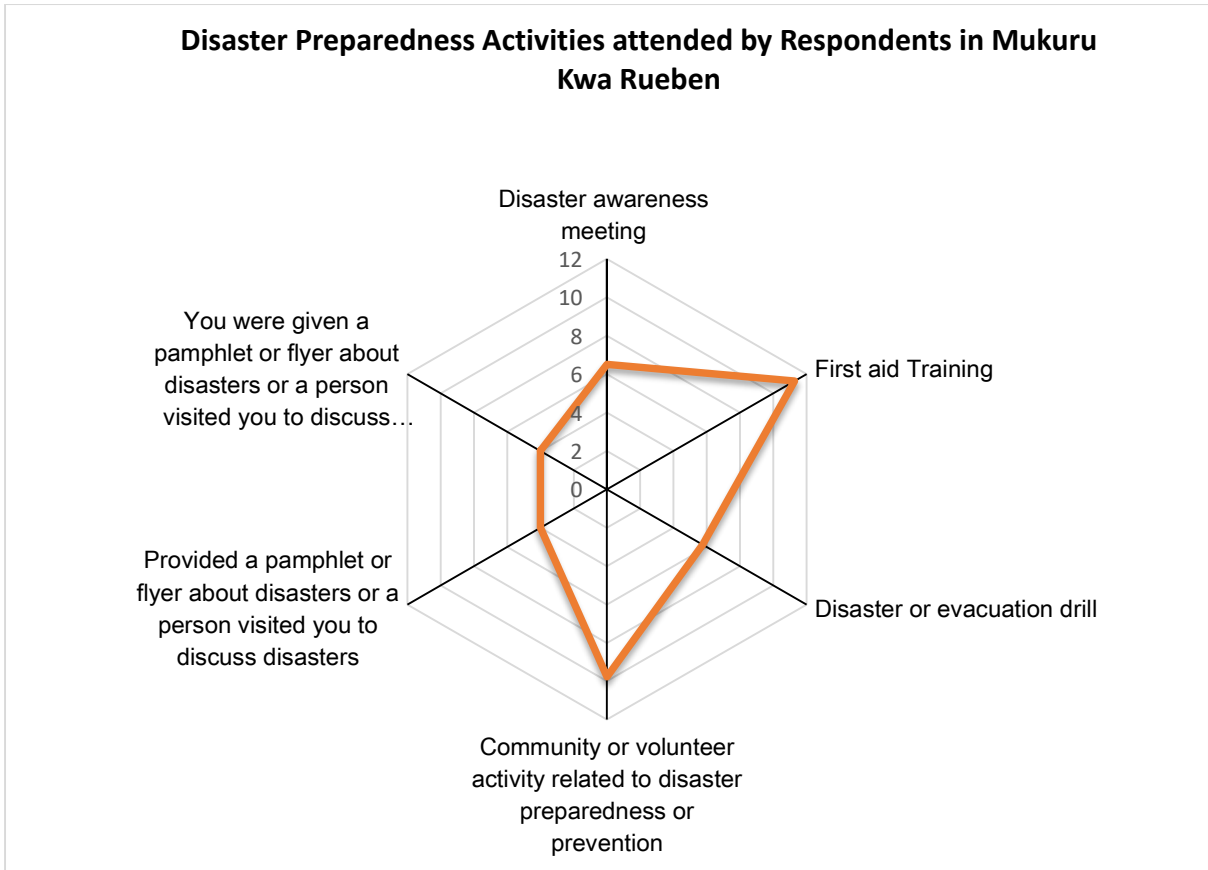 Disaster Preparedness Activities attended by Respondents in Mukuru
Kwa Rueben
Disaster awareness
meeting
12
10
8
6
4
2
0
First aid Training
Disaster or evacuation drill
Community or volunteer
activity related to disaster
preparedness or
prevention
Provided a pamphlet or
flyer about disasters or a
person visited you to
discuss disasters
You were given a
pamphlet or flyer about
disasters or a person
visited you to discuss…